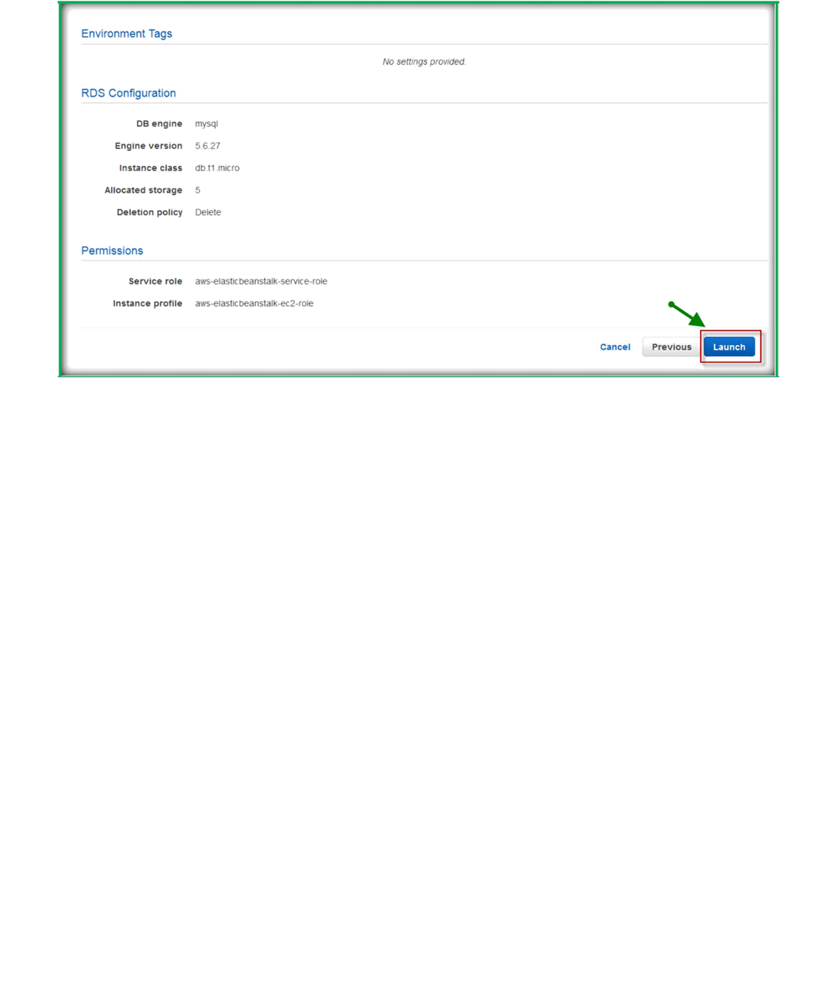 Environment Tags
No settings provided.
RDS Configuration
DB engine mysql
Engine version 5.6.27
Instance class db.t1.micro
Allocated storage 5
Deletion policy Delete
Permissions
Service role aws-elasticbeanstalk-service-role
Instance profile aws-elasticbeanstalk-ec2-role
Cancel Previous Launch